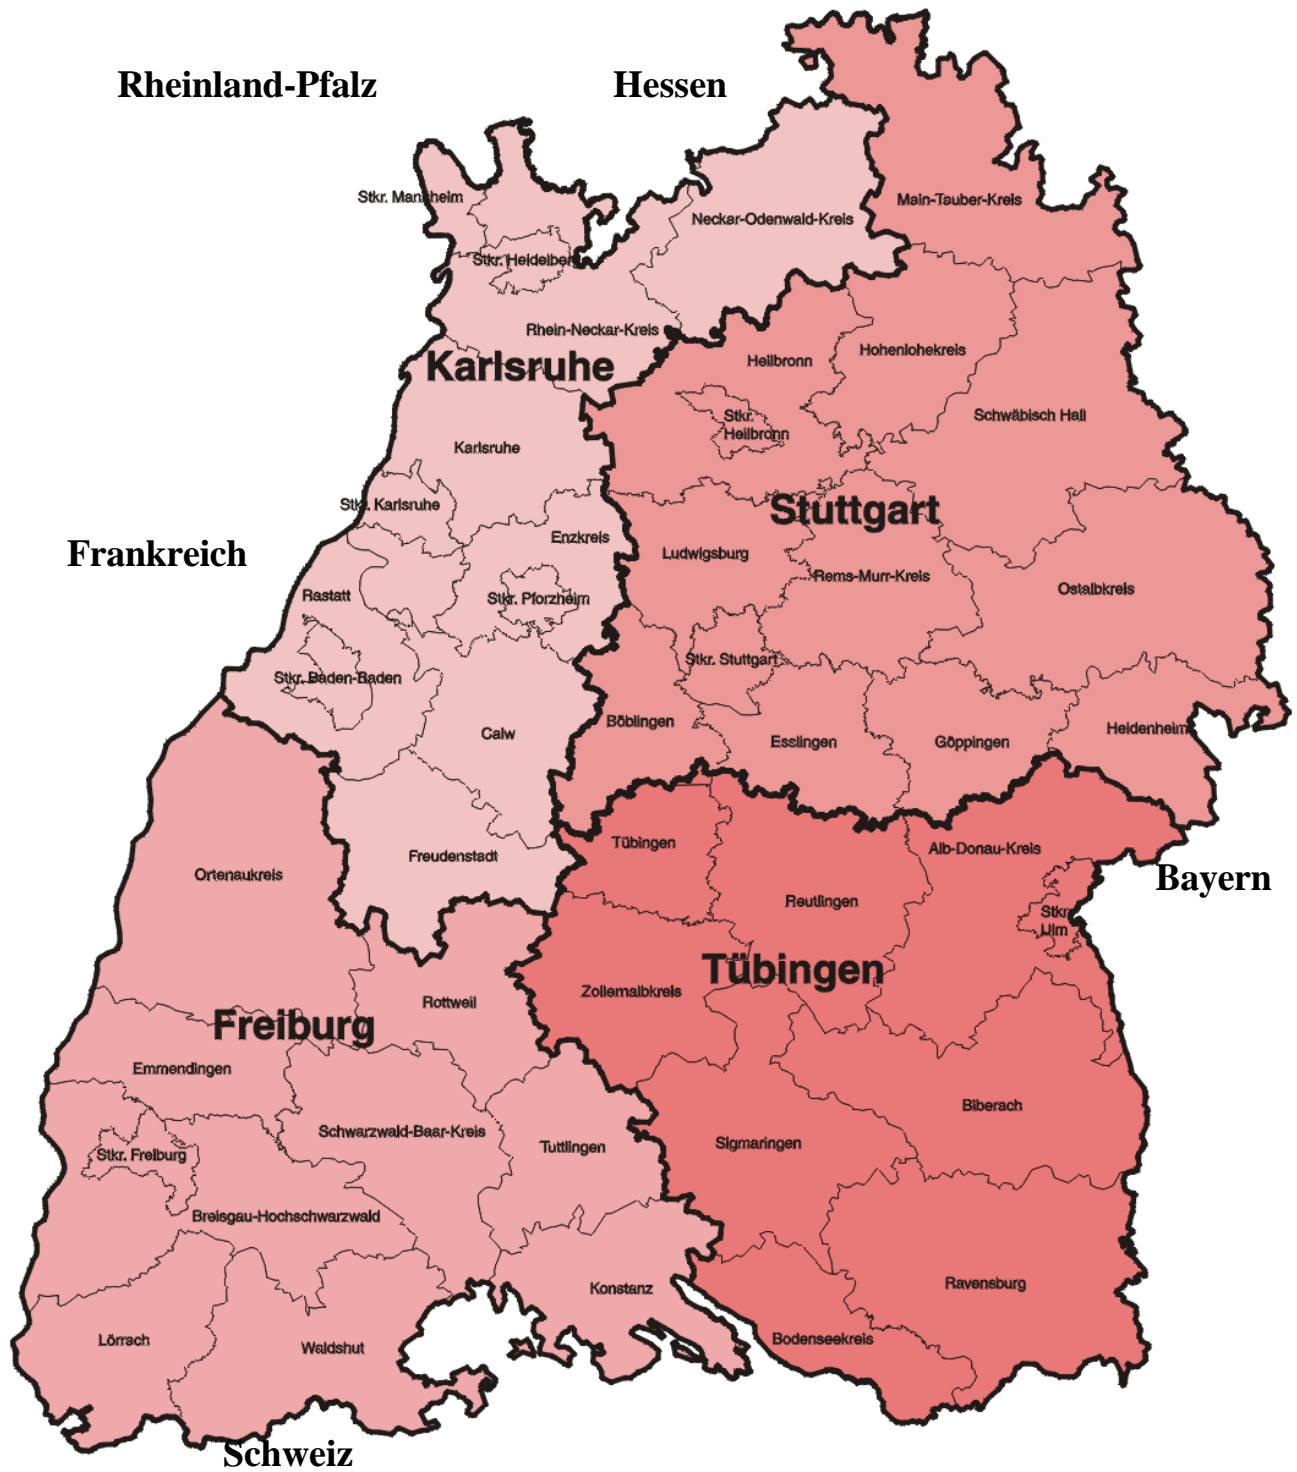 Rheinland-Pfalz
Hessen
Stkr. Mannheim
Main-Tauber-Kreis
Neckar-Odenwald-Kreis
Stkr. Heidelberg
Rhein-Neckar-Kreis
Karlsruhe
Heilbronn
Hohenlohekreis
Stkr.
Heilbronn
Schwäbisch Hall
Karlsruhe
Stkr. Karlsruhe
Stuttgart
Enzkreis
Frankreich
Ludwigsburg
Rems-Murr-Kreis
Ostalbkreis
Rastatt
Stkr. Pforzheim
Stkr. Stuttgart
Stkr. Baden-Baden
Böblingen
Calw
Esslingen
Göppingen
Heidenheim
Tübingen
Alb-Donau-Kreis
Freudenstadt
Ortenaukreis
Bayern
Reutlingen
Stkr.
Ulm
Tübingen
Zollernalbkreis
Rottweil
Freiburg
Emmendingen
Biberach
Schwarzwald-Baar-Kreis
Tuttlingen
Sigmaringen
Stkr. Freiburg
Breisgau-Hochschwarzwald
Konstanz
Ravensburg
Lörrach
Waldshut
Bodenseekreis
Schweiz